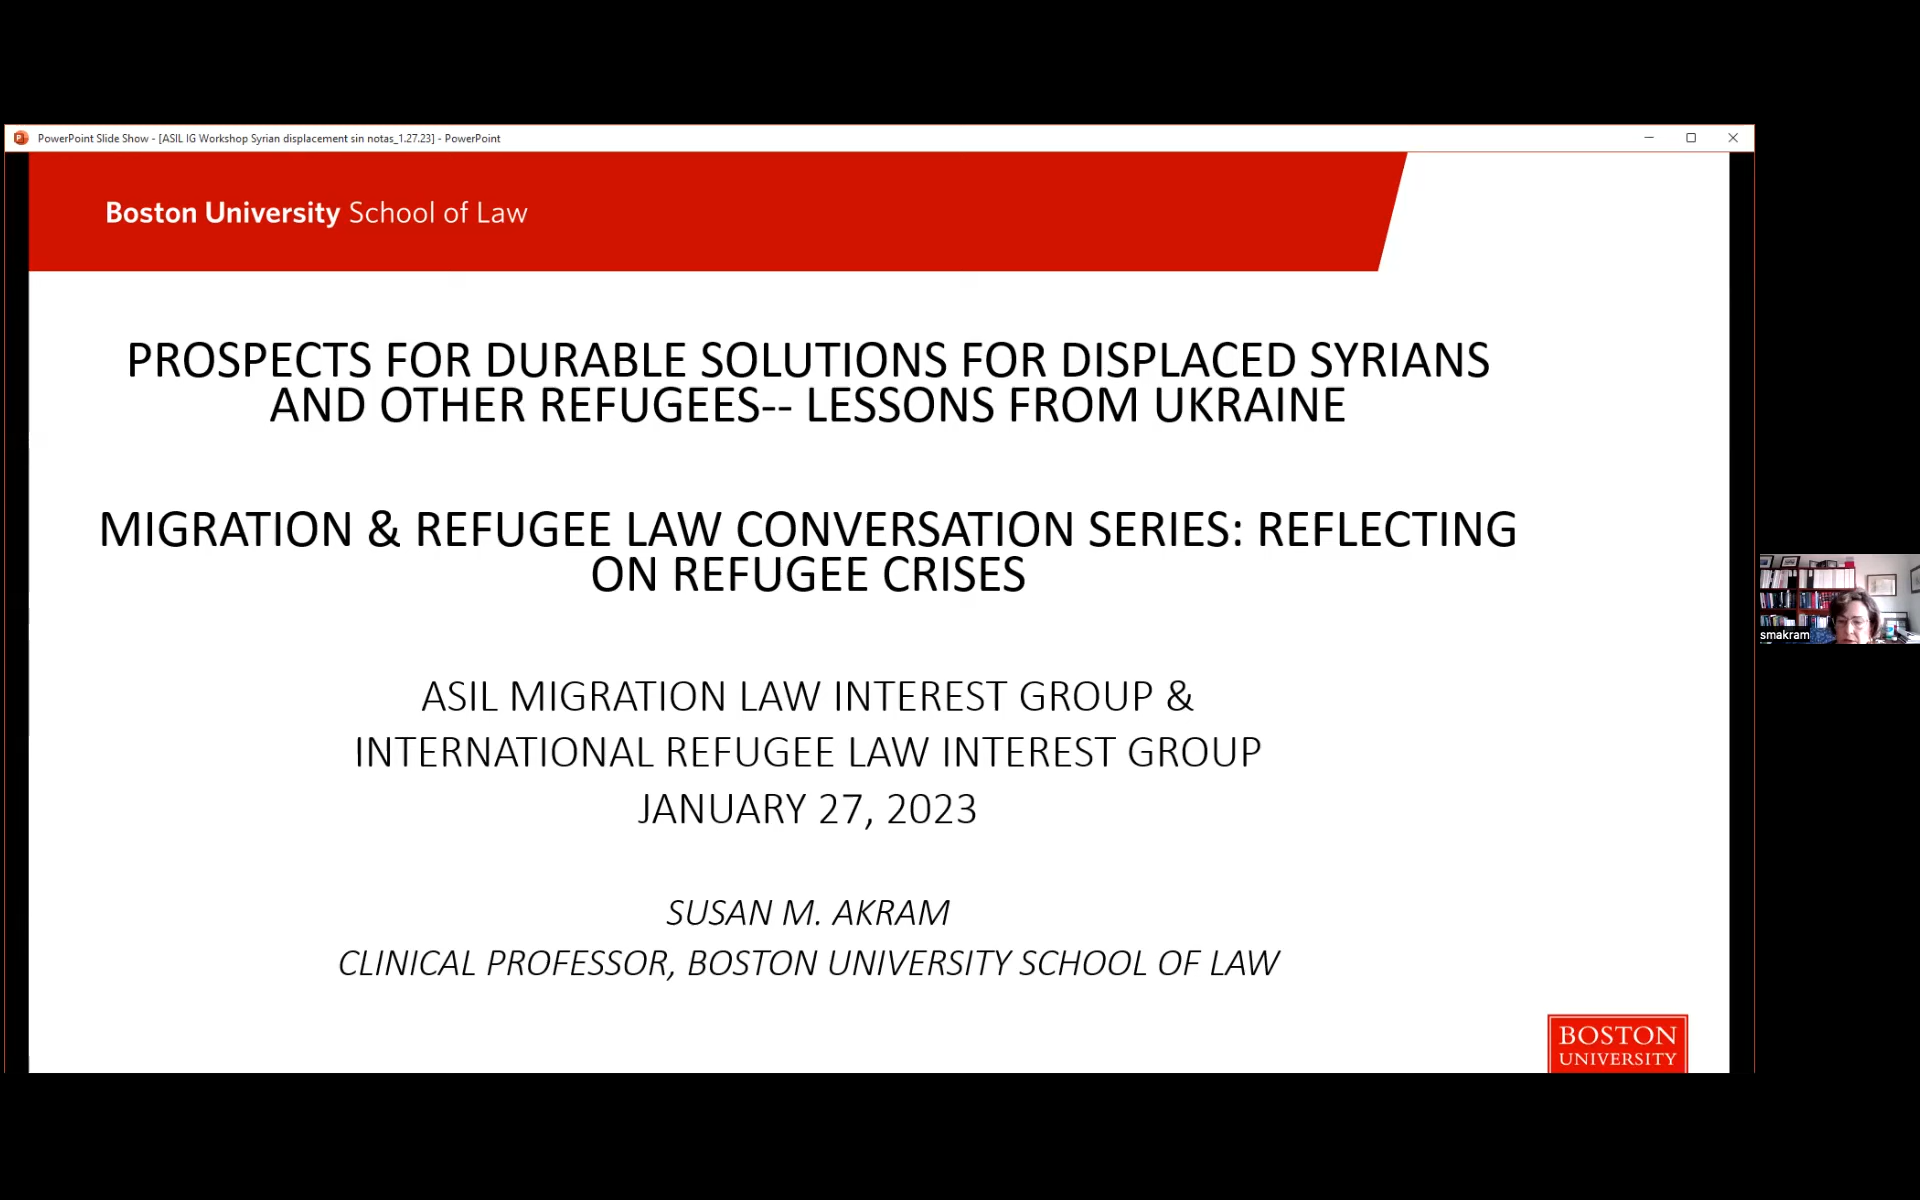 PowerPoint Slide Show - [ASIL IG Workshop Syrian displacement sin notas_1.27.23] - PowerPoint
Boston University School of Law
PROSPECTS FOR DURABLE SOLUTIONS FOR DISPLACED SYRIANS
AND OTHER REFUGEES-- LESSONS FROM UKRAINE
MIGRATION & REFUGEE LAW CONVERSATION SERIES: REFLECTING
ON REFUGEE CRISES
ASIL MIGRATION LAW INTEREST GROUP &
INTERNATIONAL REFUGEE LAW INTEREST GROUP
JANUARY 27, 2023
SUSAN M. AKRAM
CLINICAL PROFESSOR, BOSTON UNIVERSITY SCHOOL OF LAW
smakram
BOSTON
UNIVERSITY